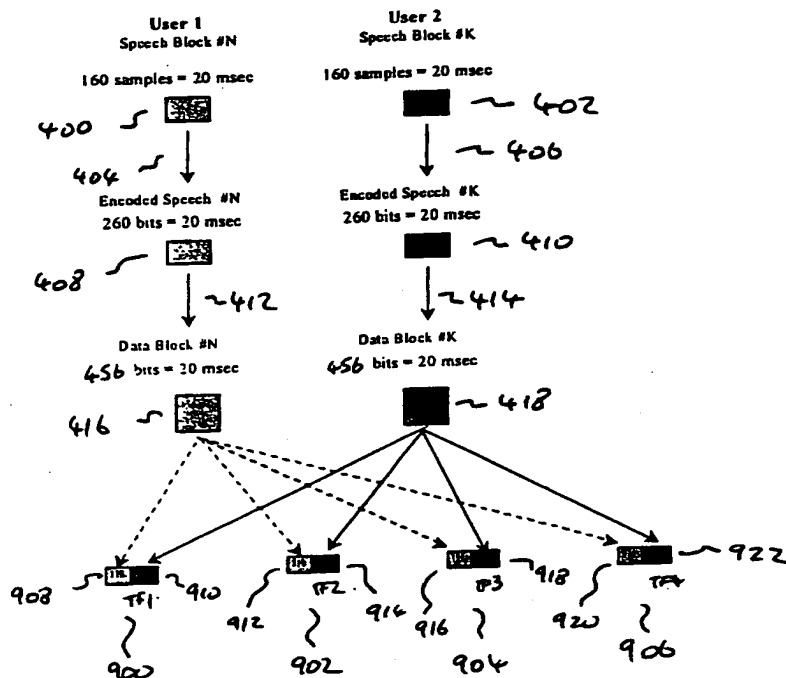 User 1
Speech Block #N
User 2
Speech Block #K
160 samples = 20 msec
160 samples = 20 msec
400
402
404
406
Encoded Speech #N
260 bits = 20 msec
Encoded Speech #K
260 bits = 20 msec
408
410
412
414
Data Block #N
456 bits = 20 msec
Data Block #K
456 bits = 20 msec
416
418
908
TF1
910
912
TF2
914
916
TF3
918
920
TF4
922
900
902
904
906